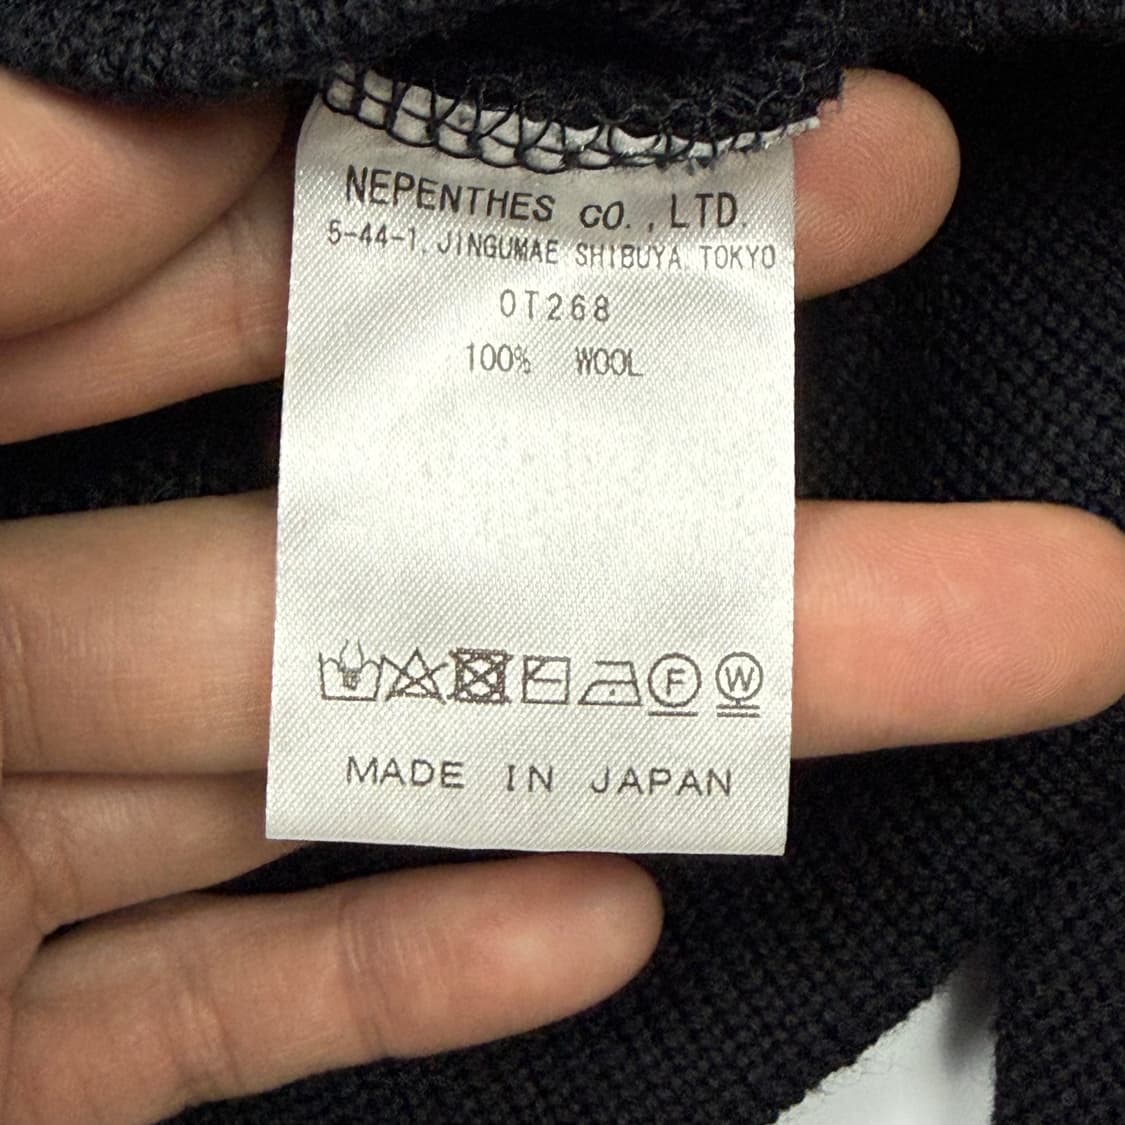 NEPENTHES CO.,LTD.
5-44-1, JINGUMAE SHIBUYA, TOKYO
OT268
100% WOOL
F W
MADE IN JAPAN